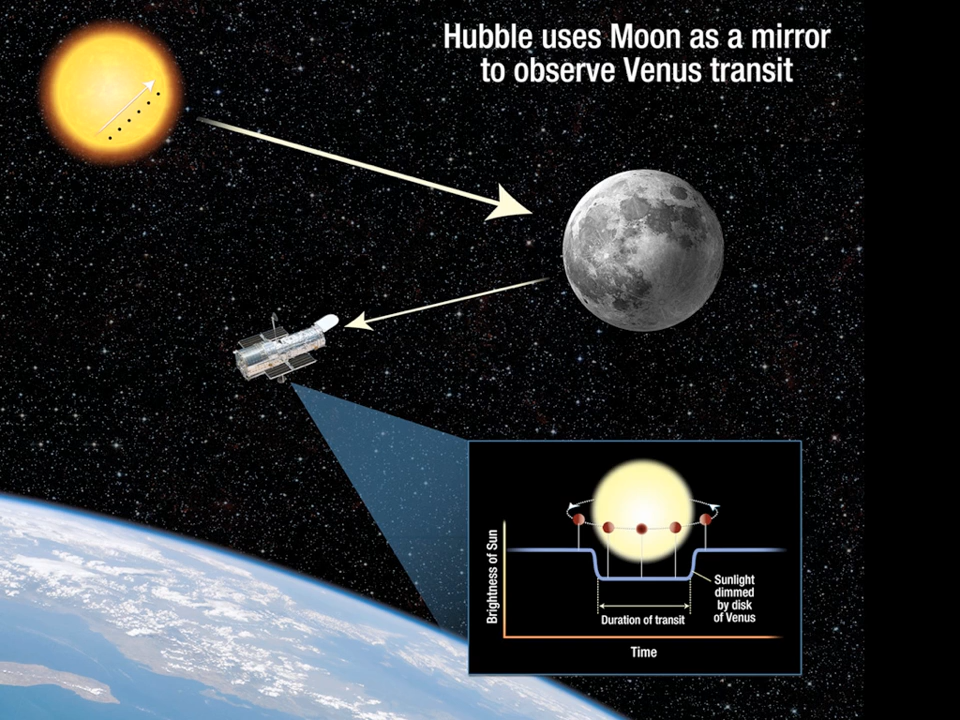 Hubble uses Moon as a mirror
to observe Venus transit
Brightness of Sun
Sunlight
dimmed
by disk
of Venus
Duration of transit
Time